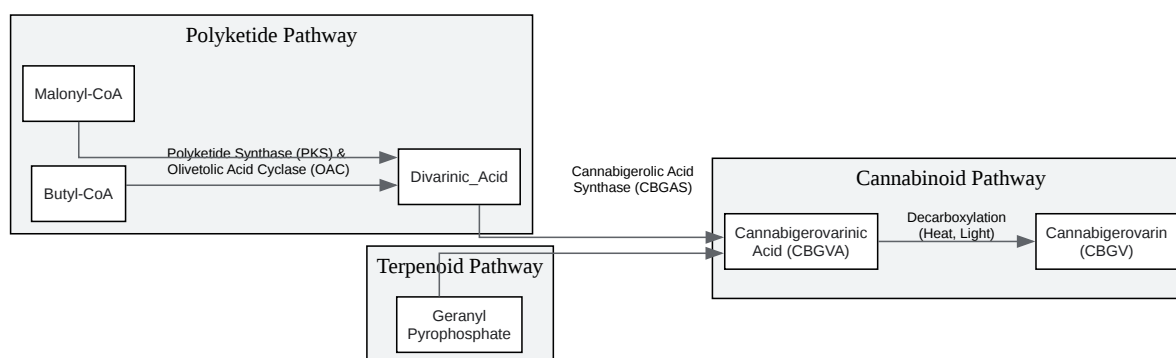 Polyketide Pathway
Malonyl-CoA
Polyketide Synthase (PKS) &
Olivetolic Acid Cyclase (OAC)
Butyl-CoA
Divarinic_Acid
Cannabigerolic Acid
Synthase (CBGAS)
Terpenoid Pathway
Geranyl
Pyrophosphate
Cannabinoid Pathway
Cannabigerovarinic
Acid (CBGVA)
Decarboxylation
(Heat, Light)
Cannabigerovarin
(CBGV)